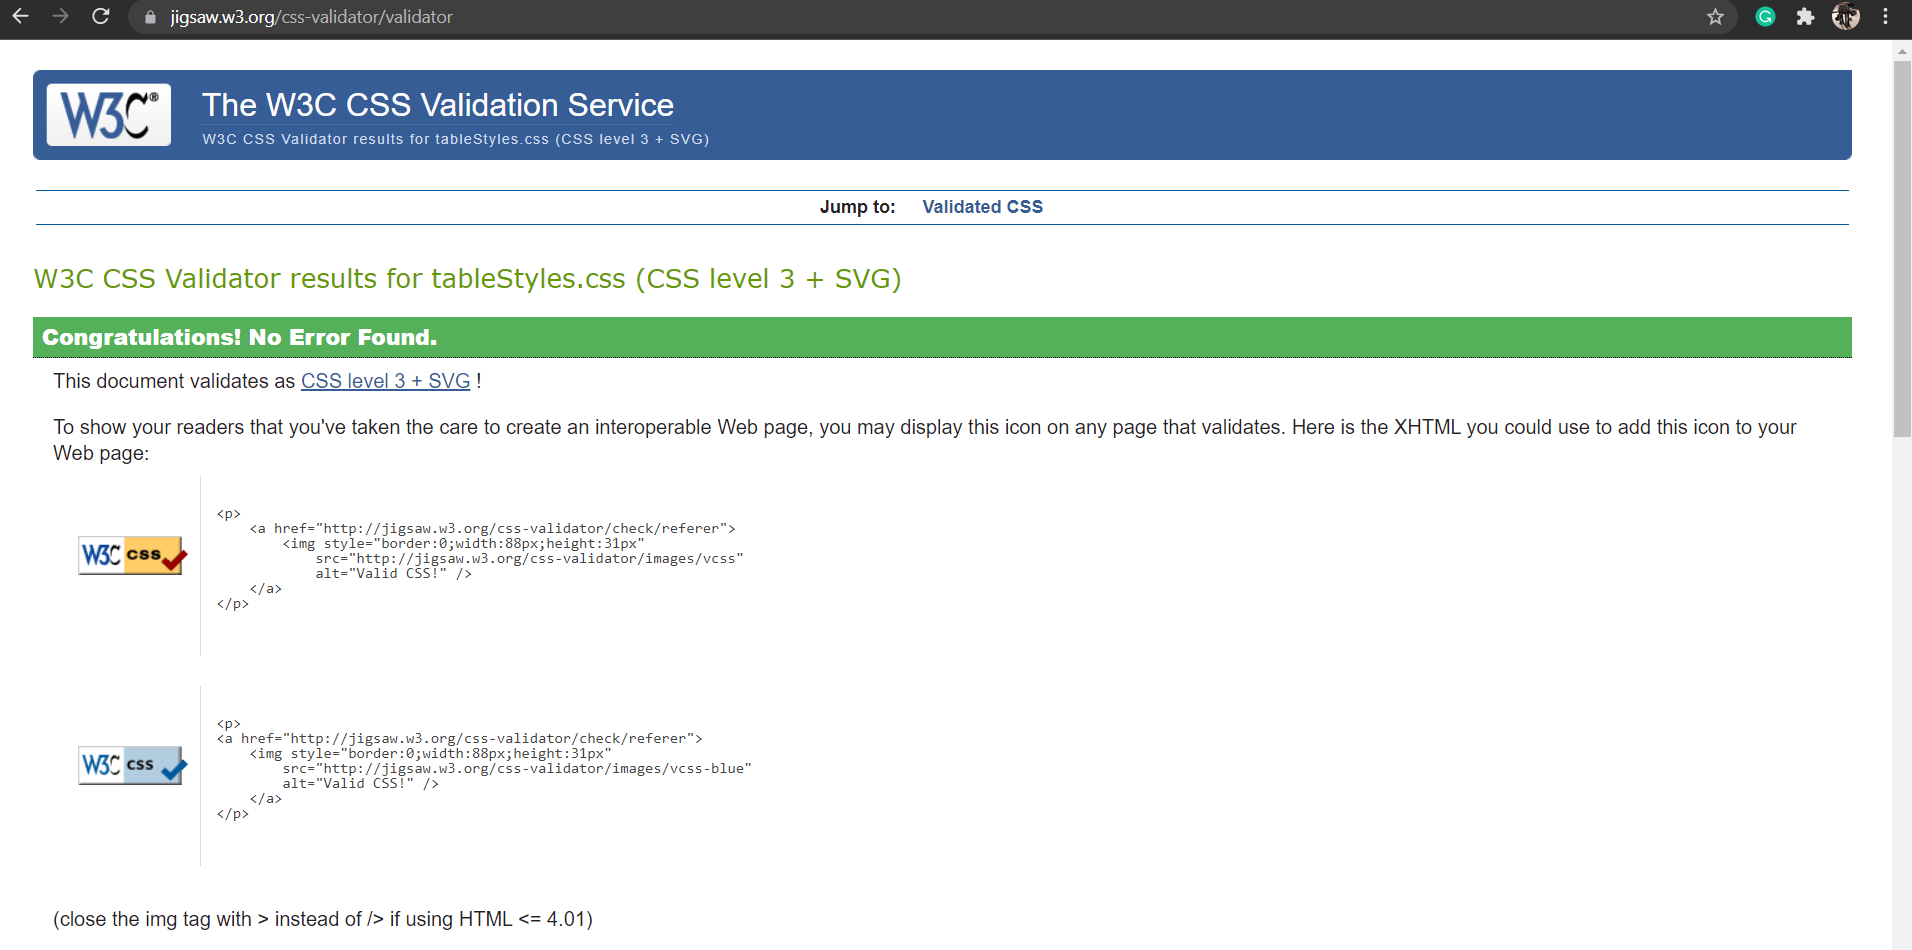 jigsaw.w3.org/css-validator/validator
W3C®
The W3C CSS Validation Service
W3C CSS Validator results for tableStyles.css (CSS level 3 + SVG)
Jump to: Validated CSS
W3C CSS Validator results for tableStyles.css (CSS level 3 + SVG)
Congratulations! No Error Found.
This document validates as CSS level 3 + SVG !
To show your readers that you've taken the care to create an interoperable Web page, you may display this icon on any page that validates. Here is the XHTML you could use to add this icon to your
Web page:
W3C css
<p>
    <a href="http://jigsaw.w3.org/css-validator/check/referer">
        <img style="border:0;width:88px;height:31px"
            src="http://jigsaw.w3.org/css-validator/images/vcss"
            alt="Valid CSS!" />
    </a>
</p>
W3C css
<p>
<a href="http://jigsaw.w3.org/css-validator/check/referer">
    <img style="border:0;width:88px;height:31px"
        src="http://jigsaw.w3.org/css-validator/images/vcss-blue"
        alt="Valid CSS!" />
    </a>
</p>
(close the img tag with > instead of /> if using HTML <= 4.01)